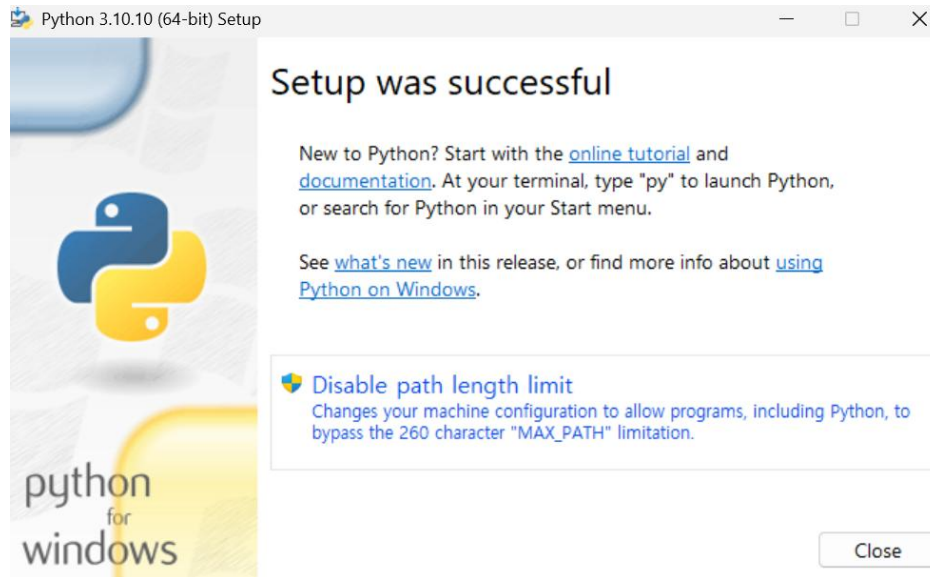 Python 3.10.10 (64-bit) Setup
Setup was successful
New to Python? Start with the online tutorial and
documentation. At your terminal, type "py" to launch Python,
or search for Python in your Start menu.
See what's new in this release, or find more info about using
Python on Windows.
Disable path length limit
Changes your machine configuration to allow programs, including Python, to
bypass the 260 character "MAX_PATH" limitation.
python
for
windows
Close